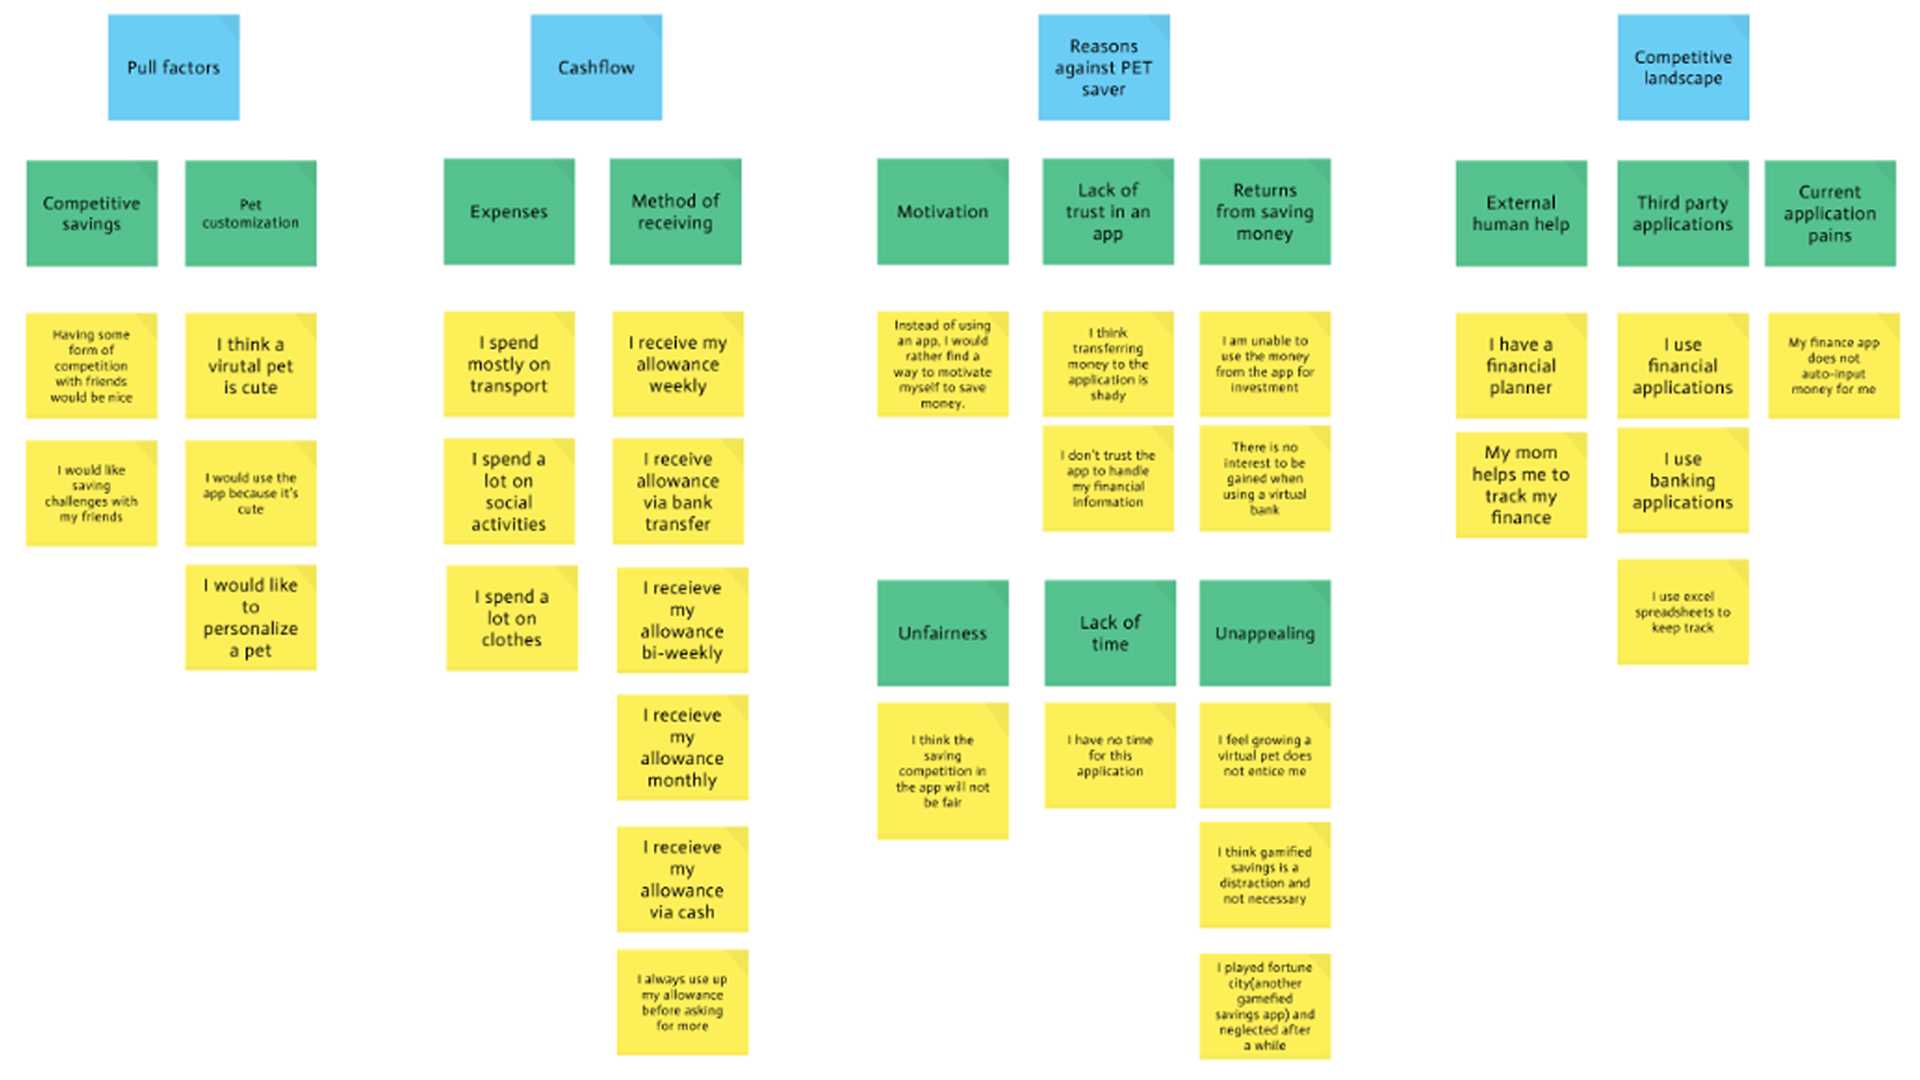 Pull factors
Competitive
savings
Pet
customization
Having some
form of
competition
with friends
would be nice
I would like
saving
challenges with
my friends
I think a
virutal pet
is cute
I would use the
app because it's
cute
I would like
to
personalize
a pet
Cashflow
Expenses
Method of
receiving
I spend
mostly on
transport
I spend a
lot on
social
activities
I spend a
lot on
clothes
I receive my
allowance
weekly
I receive
allowance
via bank
transfer
I receieve
my
allowance
bi-weekly
I receieve
my
allowance
monthly
I receieve
my
allowance
via cash
I always use up
my allowance
before asking
for more
Reasons
against PET
saver
Motivation
Lack of
trust in an
app
Returns
from saving
money
Instead of using
an app, I would
rather find a
way to motivate
myself to save
money.
I think
transferring
money to the
application is
shady
I don't trust the
app to handle
my financial
information
I am unable to
use the money
from the app for
investment
There is no
interest to be
gained when
using a virtual
bank
Unfairness
Lack of
time
Unappealing
I think the
saving
competition in
the app will not
be fair
I have no time
for this
application
I feel growing a
virtual pet does
not entice me
I think gamified
savings is a
distraction and
not necessary
I played fortune
city(another
gamefied
savings app) and
neglected after
a while
Competitive
landscape
External
human help
Third party
applications
Current
application
pains
I have a
financial
planner
My mom
helps me to
track my
finance
I use
financial
applications
I use
banking
applications
I use excel
spreadsheets to
keep track
My finance app
does not
auto-input
money for me